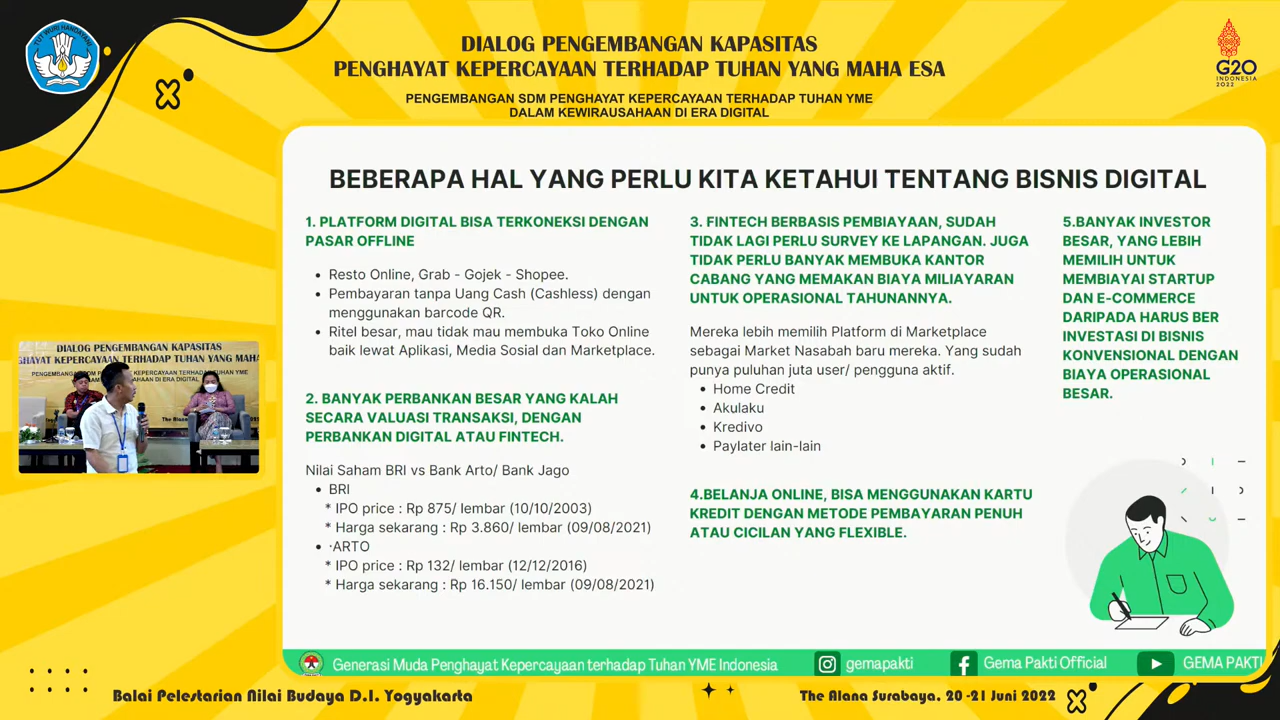 TUT WURI HANDAYANI
DIALOG PENGEMBANGAN KAPASITAS
PENGHAYAT KEPERCAYAAN TERHADAP TUHAN YANG MAHA ESA
PENGEMBANGAN SDM PENGHAYAT KEPERCAYAAN TERHADAP TUHAN YME
DALAM KEWIRAUSAHAAN DI ERA DIGITAL
G20
INDONESIA
2022
BEBERAPA HAL YANG PERLU KITA KETAHUI TENTANG BISNIS DIGITAL
1. PLATFORM DIGITAL BISA TERKONEKSI DENGAN
PASAR OFFLINE
• Resto Online, Grab - Gojek - Shopee.
• Pembayaran tanpa Uang Cash (Cashless) dengan
menggunakan barcode QR.
• Ritel besar, mau tidak mau membuka Toko Online
baik lewat Aplikasi, Media Sosial dan Marketplace.
2. BANYAK PERBANKAN BESAR YANG KALAH
SECARA VALUASI TRANSAKSI, DENGAN
PERBANKAN DIGITAL ATAU FINTECH.
Nilai Saham BRI vs Bank Arto/ Bank Jago
• BRI
* IPO price : Rp 875/ lembar (10/10/2003)
* Harga sekarang : Rp 3.860/ lembar (09/08/2021)
• ·ARTO
* IPO price : Rp 132/ lembar (12/12/2016)
* Harga sekarang : Rp 16.150/ lembar (09/08/2021)
3. FINTECH BERBASIS PEMBIAYAAN, SUDAH
TIDAK LAGI PERLU SURVEY KE LAPANGAN. JUGA
TIDAK PERLU BANYAK MEMBUKA KANTOR
CABANG YANG MEMAKAN BIAYA MILIAYARAN
UNTUK OPERASIONAL TAHUNANNYA.
Mereka lebih memilih Platform di Marketplace
sebagai Market Nasabah baru mereka. Yang sudah
punya puluhan juta user/ pengguna aktif.
• Home Credit
• Akulaku
• Kredivo
• Paylater lain-lain
4.BELANJA ONLINE, BISA MENGGUNAKAN KARTU
KREDIT DENGAN METODE PEMBAYARAN PENUH
ATAU CICILAN YANG FLEXIBLE.
5.BANYAK INVESTOR
BESAR, YANG LEBIH
MEMILIH UNTUK
MEMBIAYAI STARTUP
DAN E-COMMERCE
DARIPADA HARUS BER
INVESTASI DI BISNIS
KONVENSIONAL DENGAN
BIAYA OPERASIONAL
BESAR.
DIALOG PENGEMBANGAN KAPASITAS
GHAYAT KEPERCAYAAN TERHADAP TUHAN YANG MAHA
The Alana
Generasi Muda Penghayat Kepercayaan terhadap Tuhan YME Indonesia
gemapakti
Gema Pakti Official
GEMA PAKTI
Balai Pelestarian Nilai Budaya D.I. Yogyakarta
The Alana Surabaya, 20 -21 Juni 2022